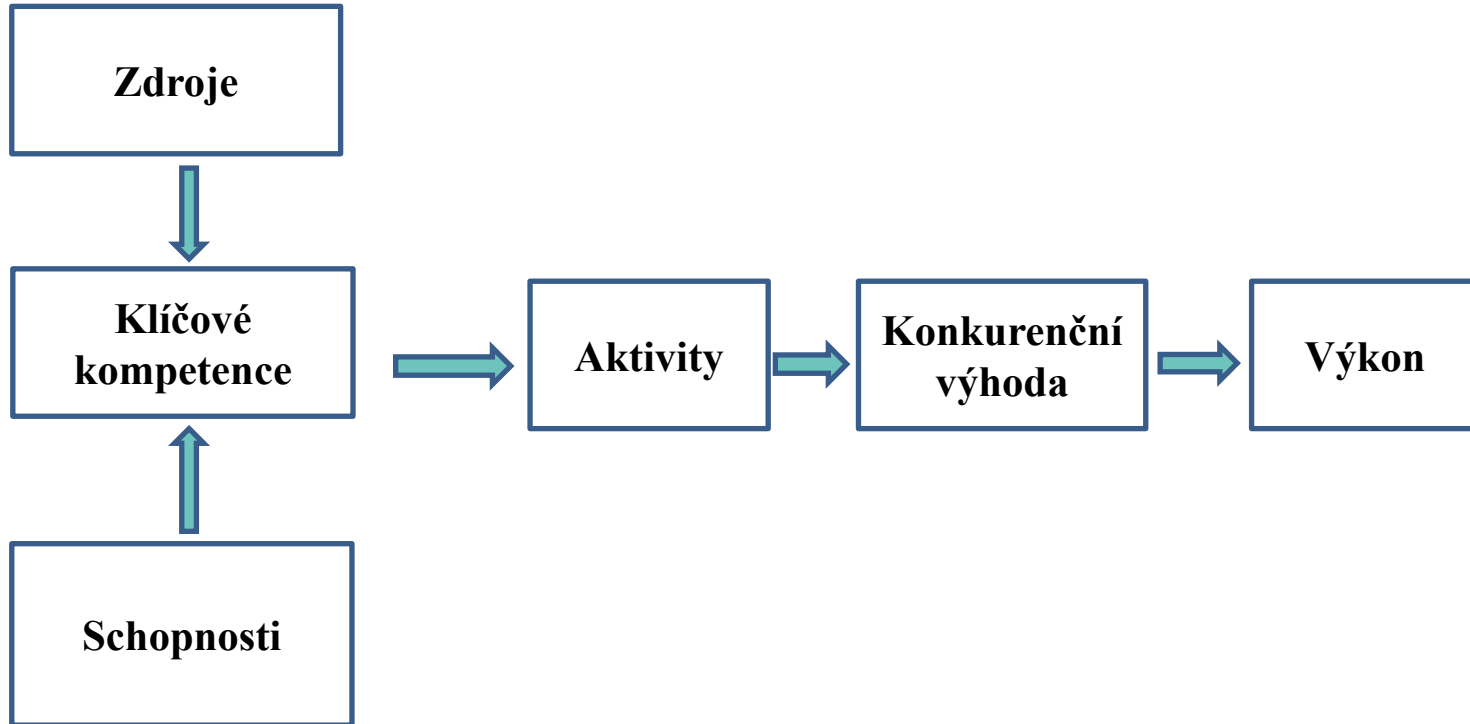 Zdroje
Klíčové
kompetence
Aktivity
Konkurenční
výhoda
Výkon
Schopnosti